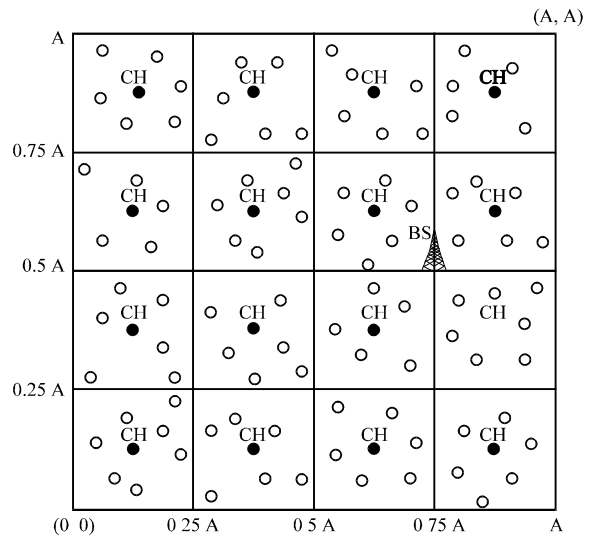 (A, A)
A
CH CH CH CH
0.75 A
CH CH CH CH
BS
0.5 A
CH CH CH CH
0.25 A
CH CH CH CH
(0 0) 0 25 A 0 5 A 0 75 A A